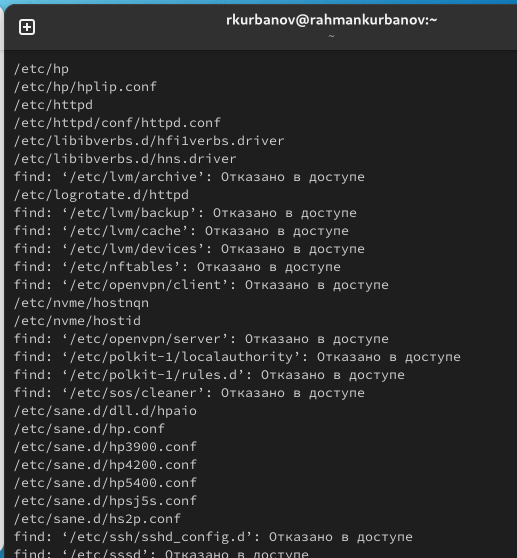 rkurbanov@rahmankurbanov:~
~
/etc/hp
/etc/hp/hplip.conf
/etc/httpd
/etc/httpd/conf/httpd.conf
/etc/libibverbs.d/hfi1verbs.driver
/etc/libibverbs.d/hns.driver
find: ‘/etc/lvm/archive’: Отказано в доступе
/etc/logrotate.d/httpd
find: ‘/etc/lvm/backup’: Отказано в доступе
find: ‘/etc/lvm/cache’: Отказано в доступе
find: ‘/etc/lvm/devices’: Отказано в доступе
find: ‘/etc/nftables’: Отказано в доступе
find: ‘/etc/openvpn/client’: Отказано в доступе
/etc/nvme/hostnqn
/etc/nvme/hostid
find: ‘/etc/openvpn/server’: Отказано в доступе
find: ‘/etc/polkit-1/localauthority’: Отказано в доступе
find: ‘/etc/polkit-1/rules.d’: Отказано в доступе
find: ‘/etc/sos/cleaner’: Отказано в доступе
/etc/sane.d/dll.d/hpaio
/etc/sane.d/hp.conf
/etc/sane.d/hp3900.conf
/etc/sane.d/hp4200.conf
/etc/sane.d/hp5400.conf
/etc/sane.d/hpsj5s.conf
/etc/sane.d/hs2p.conf
find: ‘/etc/ssh/sshd_config.d’: Отказано в доступе
find: ‘/etc/sssd’: Отказано в доступе